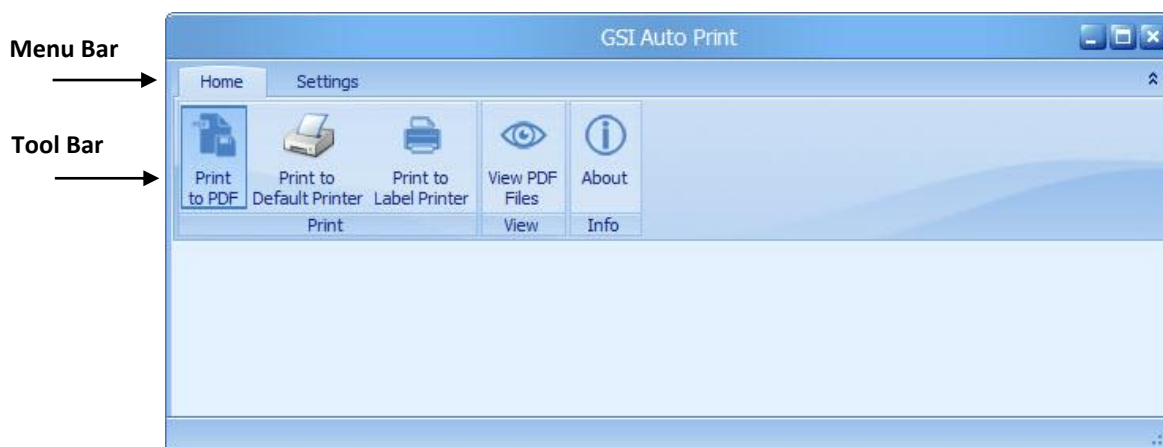 GSI Auto Print
Menu Bar
Home Settings
Tool Bar
Print
to PDF
Print to
Default Printer
Print to
Label Printer
View PDF
Files
About
Print View Info